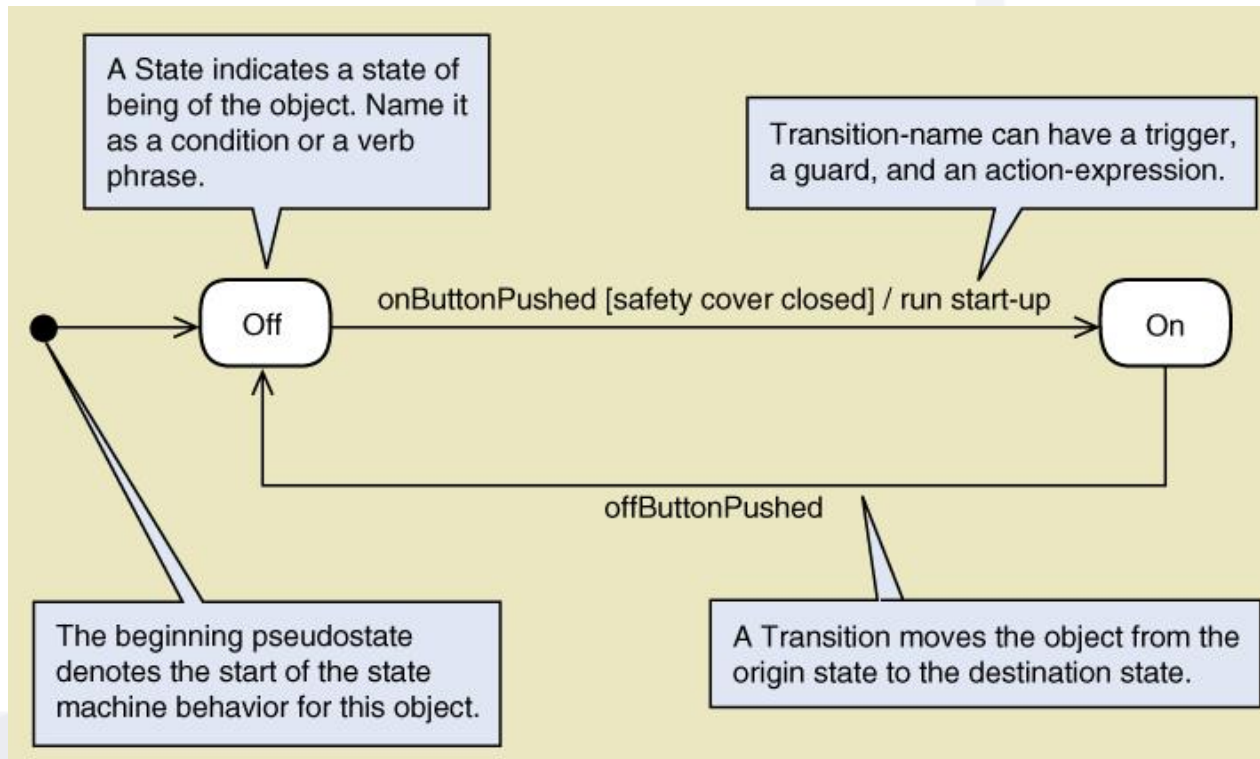 A State indicates a state of
being of the object. Name it
as a condition or a verb
phrase.
Transition-name can have a trigger,
a guard, and an action-expression.
onButtonPushed [safety cover closed] / run start-up
Off
On
offButtonPushed
The beginning pseudostate
denotes the start of the state
machine behavior for this object.
A Transition moves the object from the
origin state to the destination state.